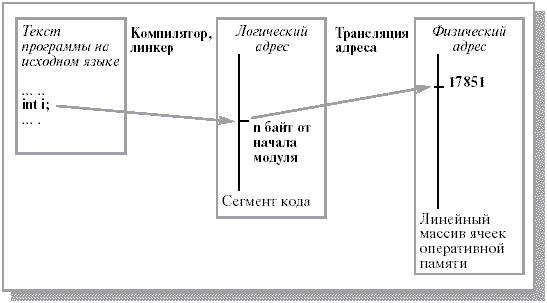 Текст
программы на
исходном языке
... ..
int i;
... .
Компилятор,
линкер
Логический
адрес
n байт от
начала
модуля
Сегмент кода
Трансляция
адреса
Физический
адрес
17851
Линейный
массив ячеек
оперативной
памяти